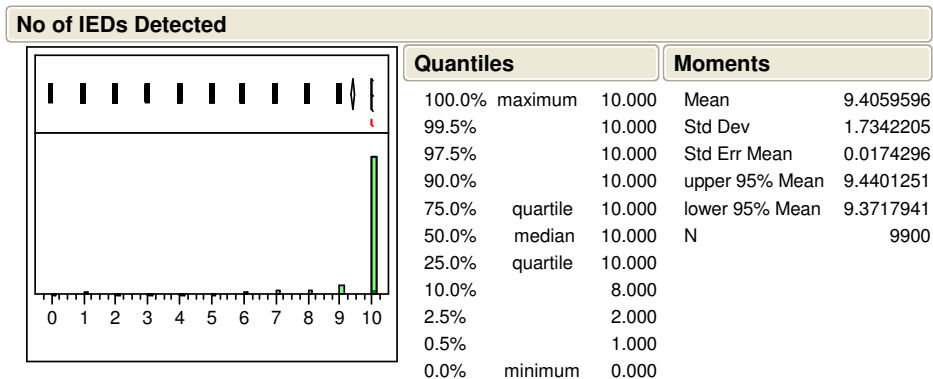 No of IEDs Detected
0 1 2 3 4 5 6 7 8 9 10
Quantiles
100.0% maximum 10.000
99.5% 10.000
97.5% 10.000
90.0% 10.000
75.0% quartile 10.000
50.0% median 10.000
25.0% quartile 10.000
10.0% 8.000
2.5% 2.000
0.5% 1.000
0.0% minimum 0.000
Moments
Mean 9.4059596
Std Dev 1.7342205
Std Err Mean 0.0174296
upper 95% Mean 9.4401251
lower 95% Mean 9.3717941
N 9900